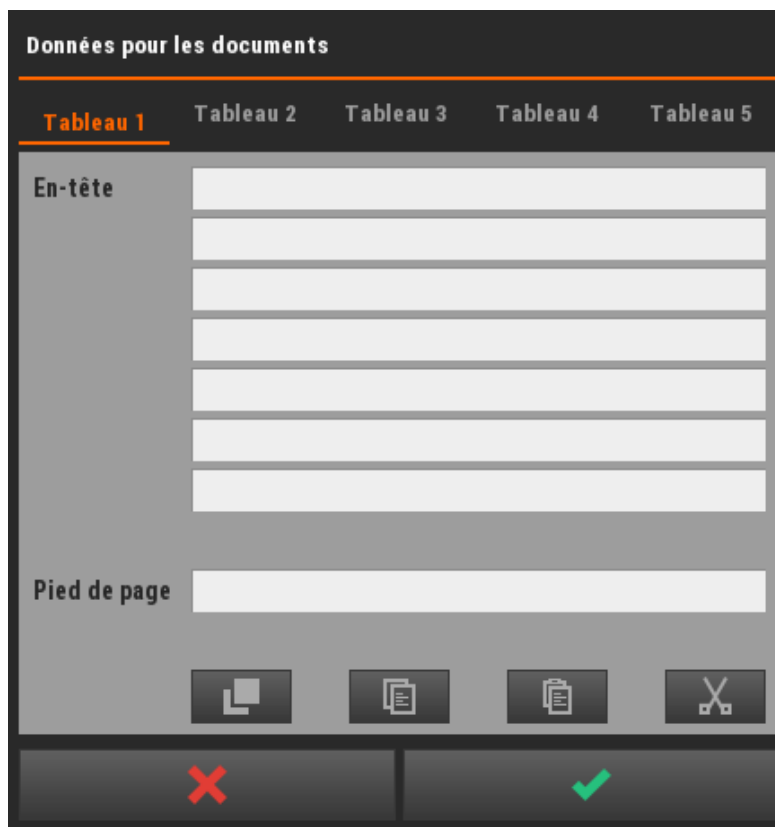 Données pour les documents
Tableau 1 Tableau 2 Tableau 3 Tableau 4 Tableau 5
En-tête
Pied de page